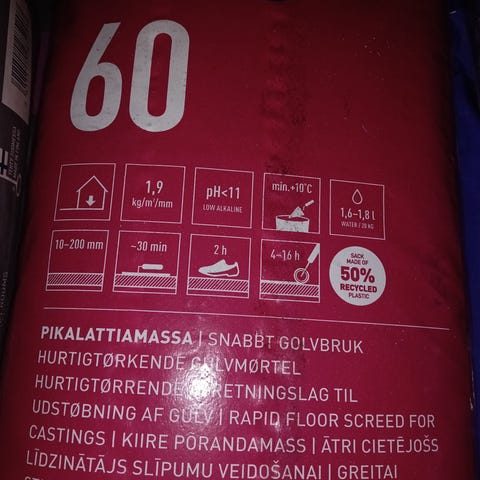 60
1,9
kg/m²/mm
pH<11
LOW ALKALINE
min.+10°C
1,6–1,8 l
WATER / 20 kg
10–200 mm
~30 min
2 h
4–16 h
SACK
MADE OF
50%
RECYCLED
PLASTIC
PIKALATTIAMASSA | SNABBT GOLVBRUK
HURTIGTØRKENDE GULVMØRTEL
HURTIGTØRRENDE OPRETNINGSLAG TIL
UDSTØBNING AF GULV | RAPID FLOOR SCREED FOR
CASTINGS | KIIRE PÕRANDAMASS | ĀTRI CIETĒJOŠS
LĪDZINĀTĀJS SLĪPUMU VEIDOŠANAI | GREITAI